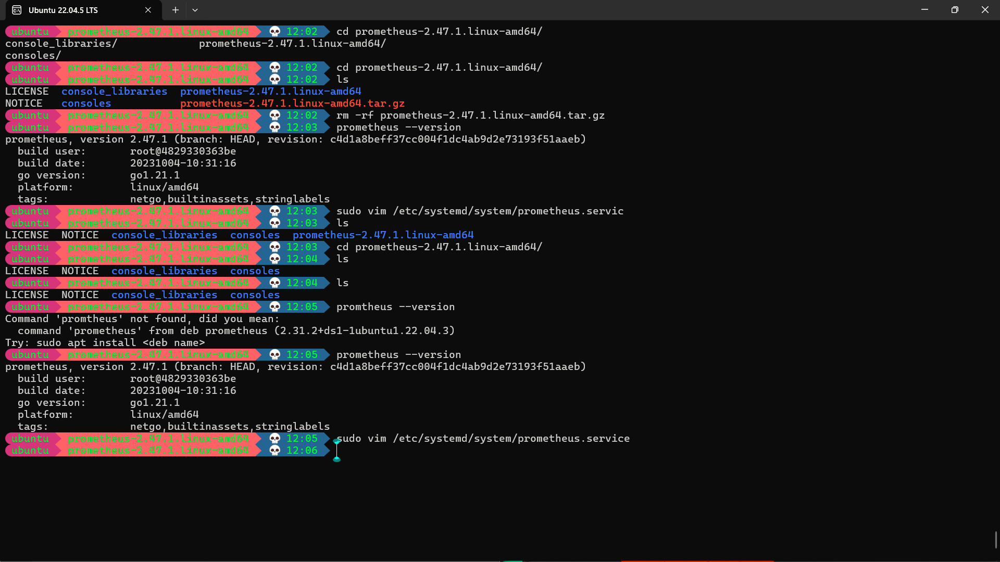 Ubuntu 22.04.5 LTS
ubuntu prometheus-2.47.1.linux-amd64 💀 12:02 cd prometheus-2.47.1.linux-amd64/
console_libraries/ prometheus-2.47.1.linux-amd64/
consoles/
ubuntu prometheus-2.47.1.linux-amd64 💀 12:02 cd prometheus-2.47.1.linux-amd64/
ubuntu prometheus-2.47.1.linux-amd64 💀 12:02 ls
LICENSE console_libraries prometheus-2.47.1.linux-amd64
NOTICE consoles prometheus-2.47.1.linux-amd64.tar.gz
ubuntu prometheus-2.47.1.linux-amd64 💀 12:02 rm -rf prometheus-2.47.1.linux-amd64.tar.gz
ubuntu prometheus-2.47.1.linux-amd64 💀 12:03 prometheus --version
prometheus, version 2.47.1 (branch: HEAD, revision: c4d1a8beff37cc004f1dc4ab9d2e73193f51aaeb)
build user: root@4829330363be
build date: 20231004-10:31:16
go version: go1.21.1
platform: linux/amd64
tags: netgo,builtinassets,stringlabels
ubuntu prometheus-2.47.1.linux-amd64 💀 12:03 sudo vim /etc/systemd/system/prometheus.servic
ubuntu prometheus-2.47.1.linux-amd64 💀 12:03 ls
LICENSE NOTICE console_libraries consoles prometheus-2.47.1.linux-amd64
ubuntu prometheus-2.47.1.linux-amd64 💀 12:03 cd prometheus-2.47.1.linux-amd64/
ubuntu prometheus-2.47.1.linux-amd64 💀 12:04 ls
LICENSE NOTICE console_libraries consoles
ubuntu prometheus-2.47.1.linux-amd64 💀 12:04 ls
LICENSE NOTICE console_libraries consoles
ubuntu prometheus-2.47.1.linux-amd64 💀 12:05 promtheus --version
Command 'promtheus' not found, did you mean:
command 'prometheus' from deb prometheus (2.31.2+ds1-1ubuntu1.22.04.3)
Try: sudo apt install <deb name>
ubuntu prometheus-2.47.1.linux-amd64 💀 12:05 prometheus --version
prometheus, version 2.47.1 (branch: HEAD, revision: c4d1a8beff37cc004f1dc4ab9d2e73193f51aaeb)
build user: root@4829330363be
build date: 20231004-10:31:16
go version: go1.21.1
platform: linux/amd64
tags: netgo,builtinassets,stringlabels
ubuntu prometheus-2.47.1.linux-amd64 💀 12:05 sudo vim /etc/systemd/system/prometheus.service
ubuntu prometheus-2.47.1.linux-amd64 💀 12:06